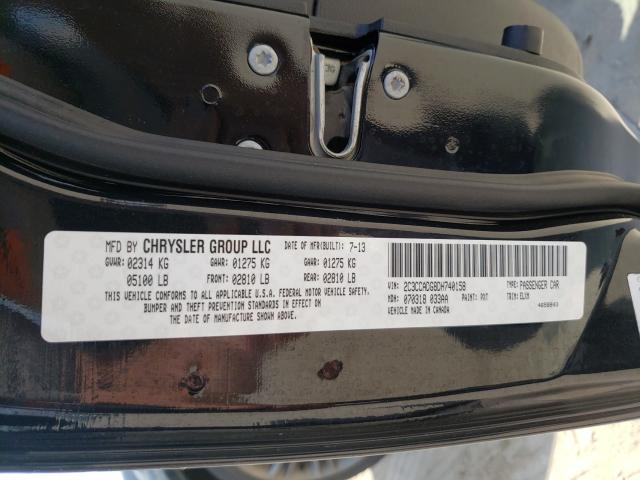 MFD BY CHRYSLER GROUP LLC DATE OF MFR(BUILT): 7-13
GVWR: 02314 KG GAWR: 01275 KG GAWR: 01275 KG
05100 LB FRONT: 02810 LB REAR: 02810 LB
THIS VEHICLE CONFORMS TO ALL APPLICABLE U.S.A. FEDERAL MOTOR VEHICLE SAFETY,
BUMPER AND THEFT PREVENTION STANDARDS IN EFFECT ON
THE DATE OF MANUFACTURE SHOWN ABOVE.
VIN: 2C3CCADG8DH740158 TYPE: PASSENGER CAR
MDH: 070318 033AA PAINT: PXT TRIM: ELVN
VEHICLE MADE IN CANADA